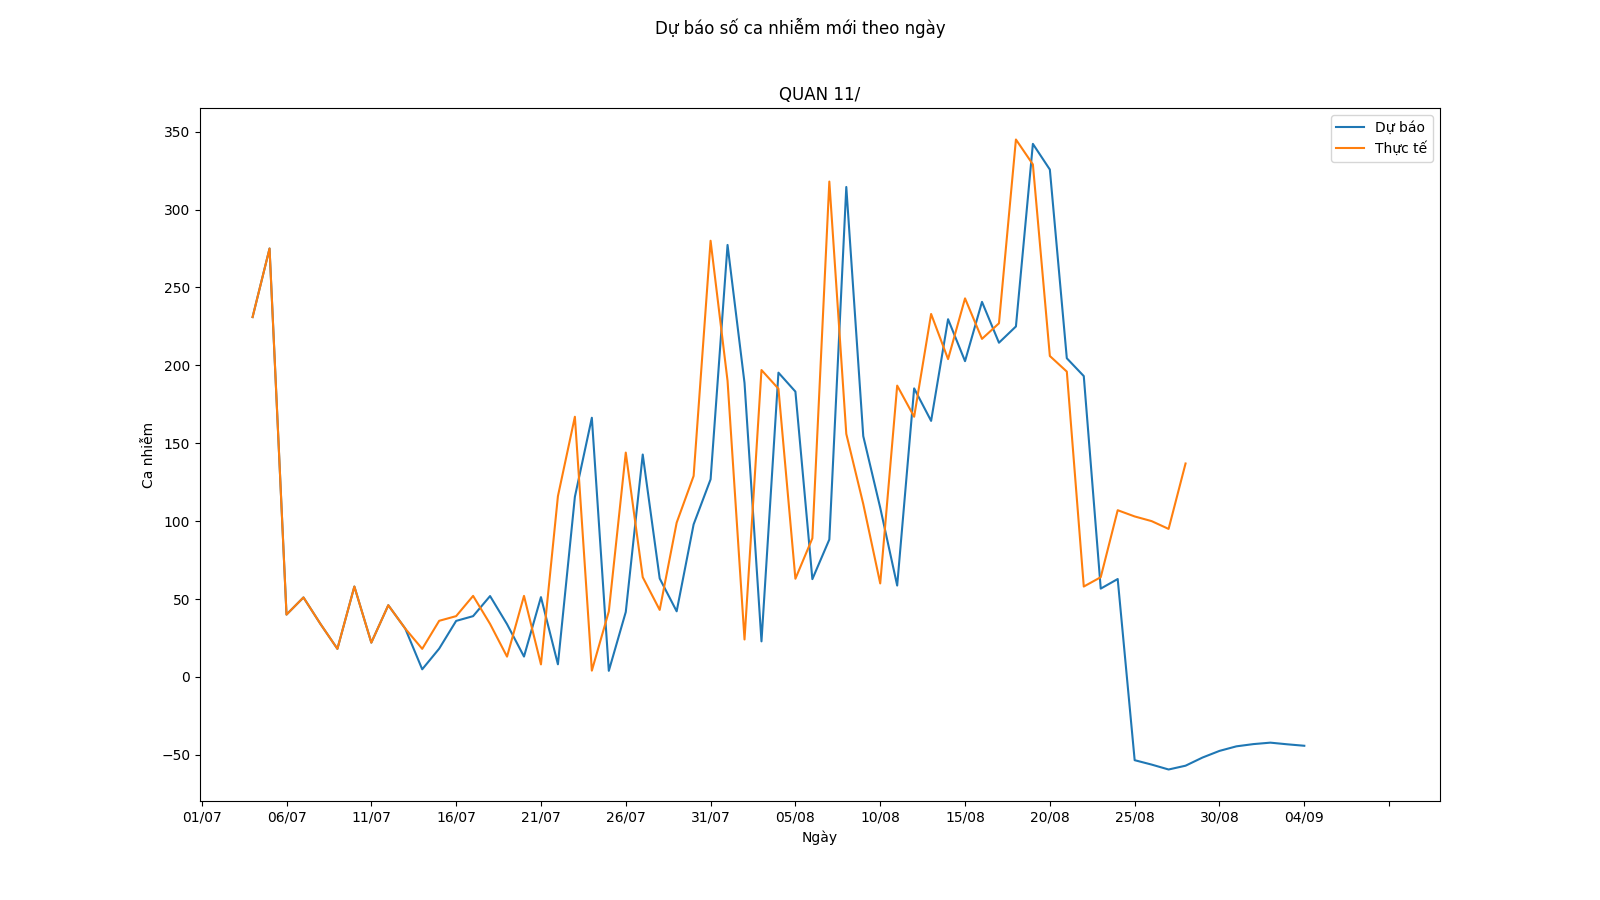 Dự báo số ca nhiễm mới theo ngày
QUAN 11/
Dự báo
Thực tế
350
300
250
200
150
100
50
0
−50
Ca nhiễm
01/07 06/07 11/07 16/07 21/07 26/07 31/07 05/08 10/08 15/08 20/08 25/08 30/08 04/09
Ngày